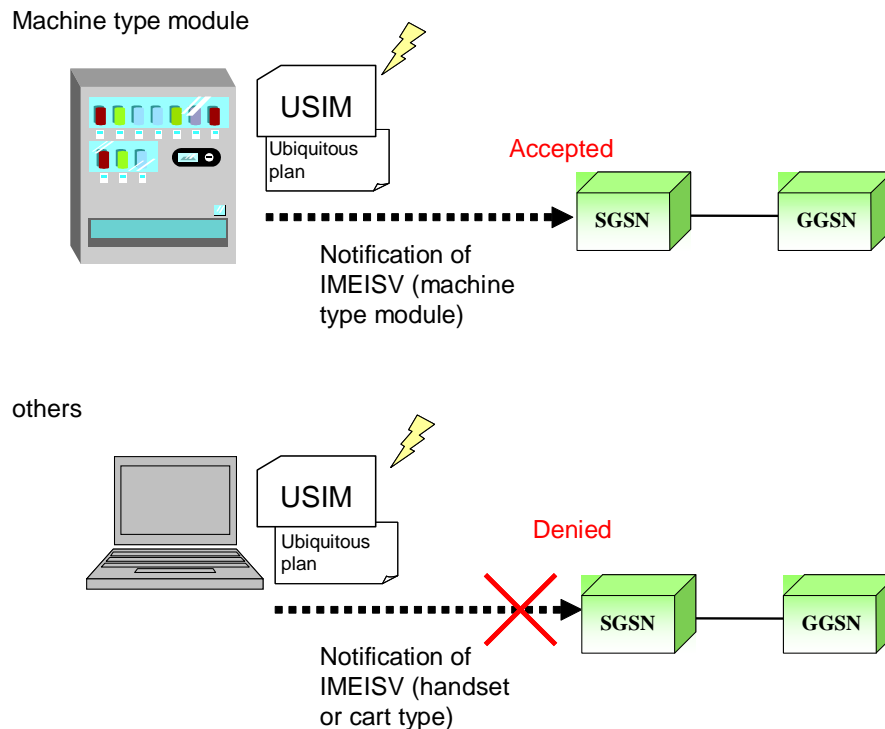 Machine type module
USIM
Ubiquitous
plan
Accepted
SGSN
GGSN
Notification of
IMEISV (machine
type module)
others
USIM
Ubiquitous
plan
Denied
SGSN
GGSN
Notification of
IMEISV (handset
or cart type)